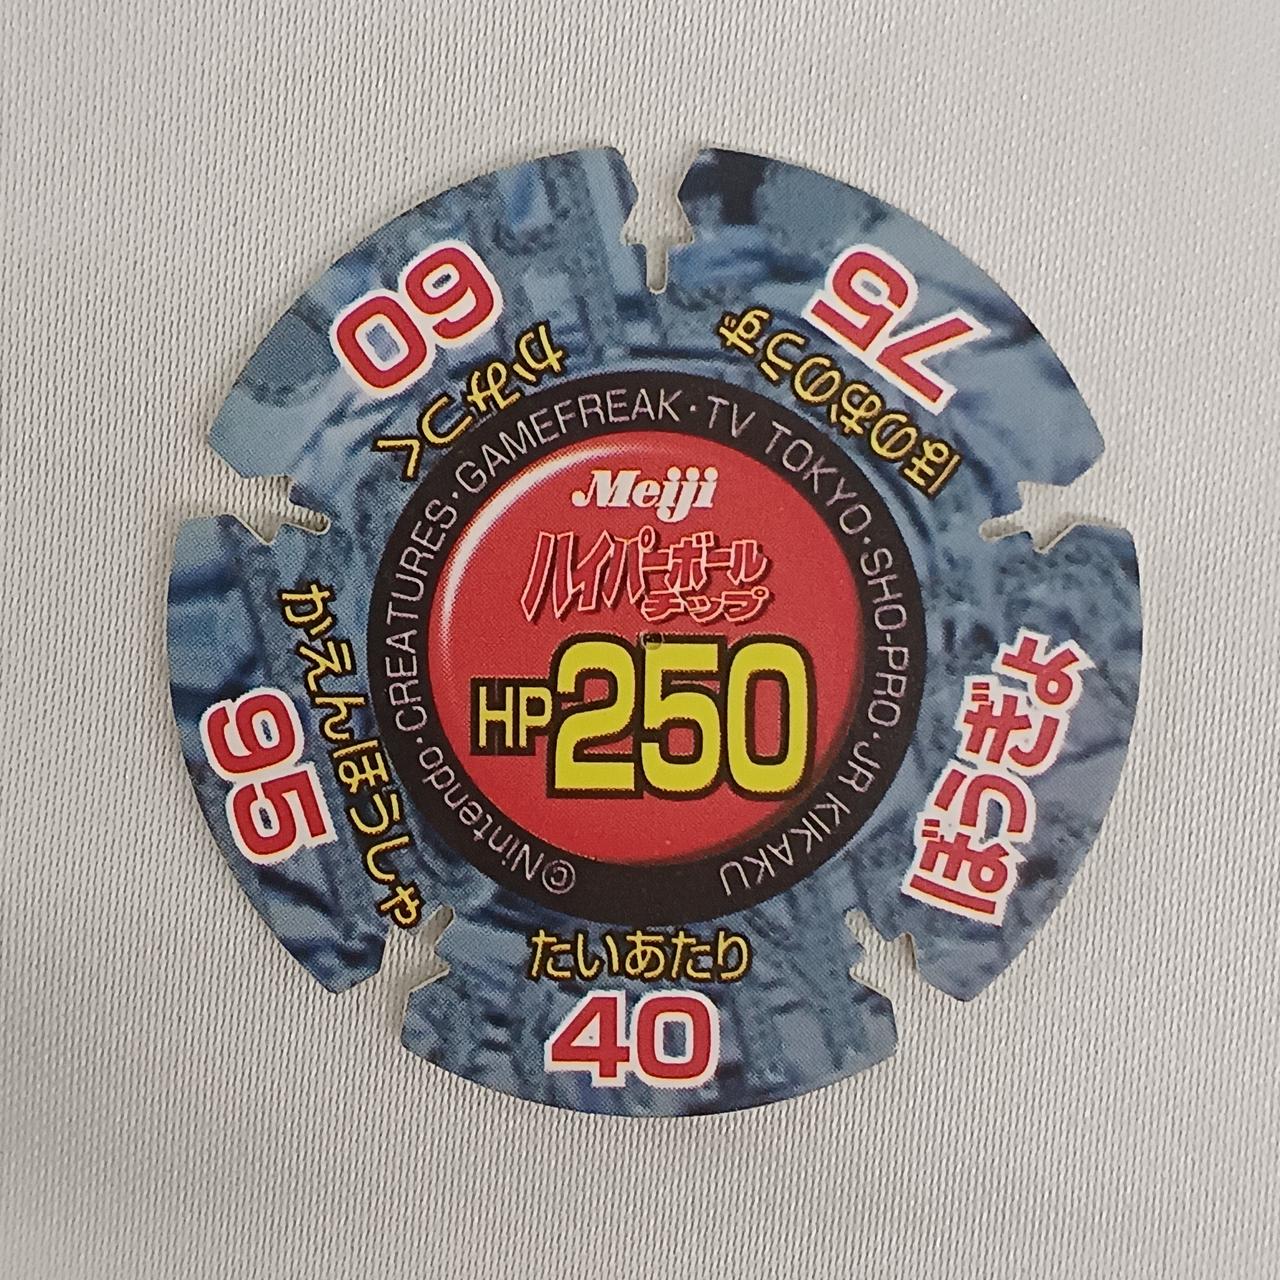 Meiji
ハイパーボール
チップ
HP250
©Nintendo・CREATURES・GAMEFREAK・TV TOKYO・SHO-PRO・JR KIKAKU
たいあたり
40
かえんほうしゃ
95
かみつく
60
ほのおのうず
75
ぼうぎょ